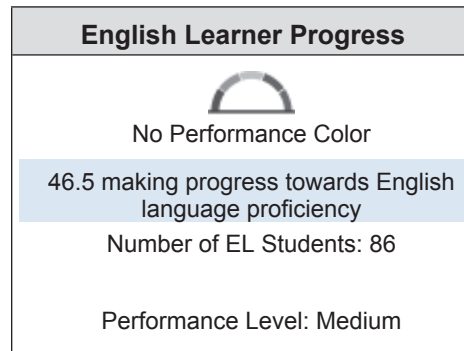 English Learner Progress
No Performance Color
46.5 making progress towards English
language proficiency
Number of EL Students: 86
Performance Level: Medium